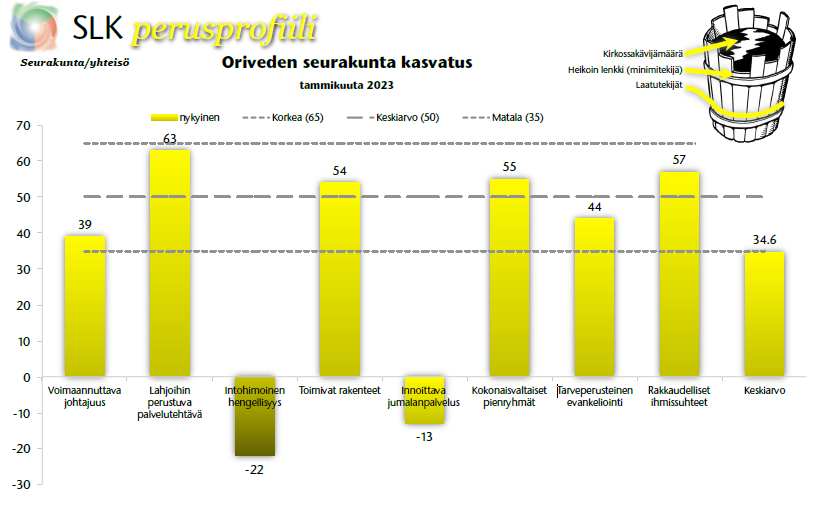 SLK perusprofiili
Seurakunta/yhteisö
Oriveden seurakunta kasvatus
tammikuuta 2023
Kirkossakävijämäärä
Heikoin lenkki (minimitekijä)
Laatutekijät
nykyinen Korkea (65) Keskiarvo (50) Matala (35)
70
60
50
40
30
20
10
0
-10
-20
-30
39
63
-22
54
-13
55
44
57
34.6
Voimaannuttava
johtajuus
Lahjoihin
perustuva
palvelutehtävä
Intohimoinen
hengellisyys
Toimivat rakenteet
Innoittava
jumalanpalvelus
Kokonaisvaltaiset
pienryhmät
Tarveperusteinen
evankeliointi
Rakkaudelliset
ihmissuhteet
Keskiarvo